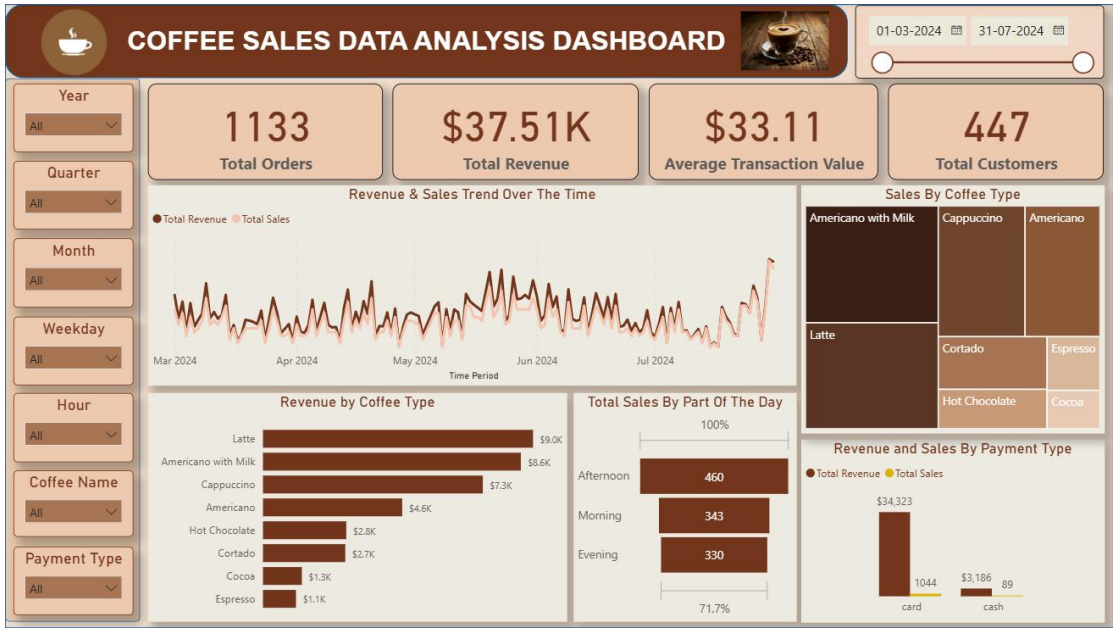 COFFEE SALES DATA ANALYSIS DASHBOARD
01-03-2024 31-07-2024
Year
All
Quarter
All
Month
All
Weekday
All
Hour
All
Coffee Name
All
Payment Type
All
1133
Total Orders
$37.51K
Total Revenue
$33.11
Average Transaction Value
447
Total Customers
Revenue & Sales Trend Over The Time
Total Revenue Total Sales
Mar 2024 Apr 2024 May 2024 Jun 2024 Jul 2024
Time Period
Sales By Coffee Type
Americano with Milk Cappuccino Americano
Latte
Cortado Espresso
Hot Chocolate Cocoa
Revenue by Coffee Type
Latte $9.0K
Americano with Milk $8.6K
Cappuccino $7.3K
Americano $4.6K
Hot Chocolate $2.8K
Cortado $2.7K
Cocoa $1.3K
Espresso $1.1K
Total Sales By Part Of The Day
100%
Afternoon 460
Morning 343
Evening 330
71.7%
Revenue and Sales By Payment Type
Total Revenue Total Sales
$34,323
1044
$3,186
89
card cash